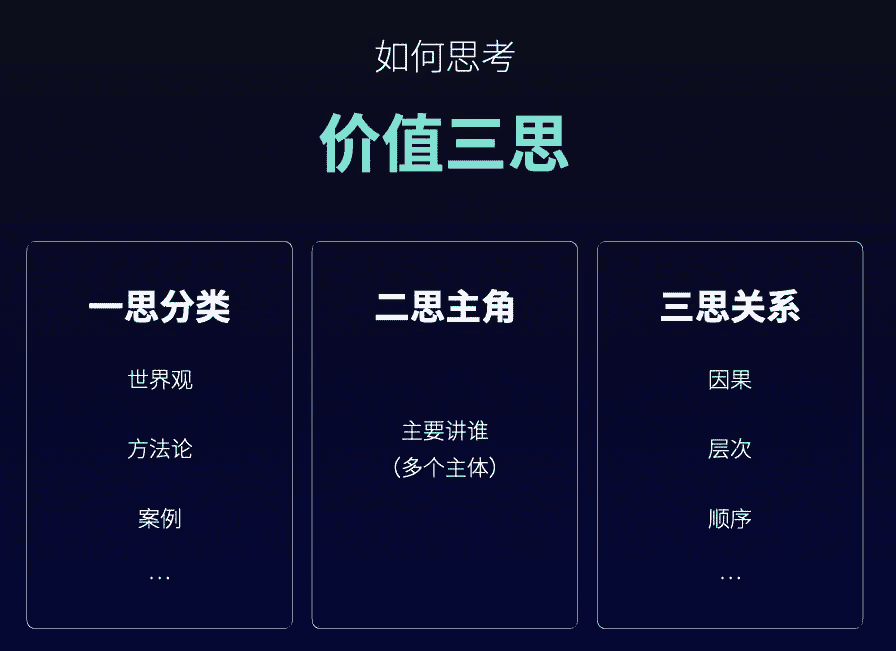 如何思考
价值三思
一思分类
世界观
方法论
案例
…
二思主角
主要讲谁
（多个主体）
三思关系
因果
层次
顺序
…